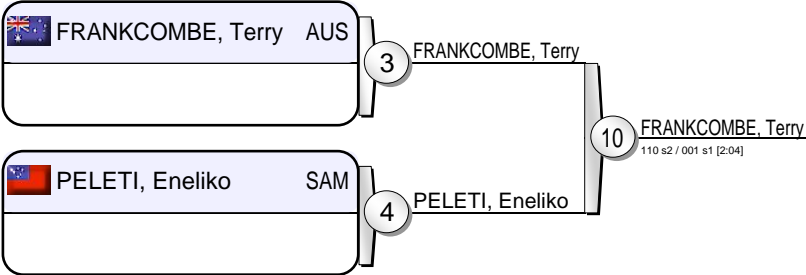 FRANKCOMBE, Terry AUS
3
FRANKCOMBE, Terry
10
FRANKCOMBE, Terry
110 s2 / 001 s1 [2:04]
PELETI, Eneliko SAM
4
PELETI, Eneliko